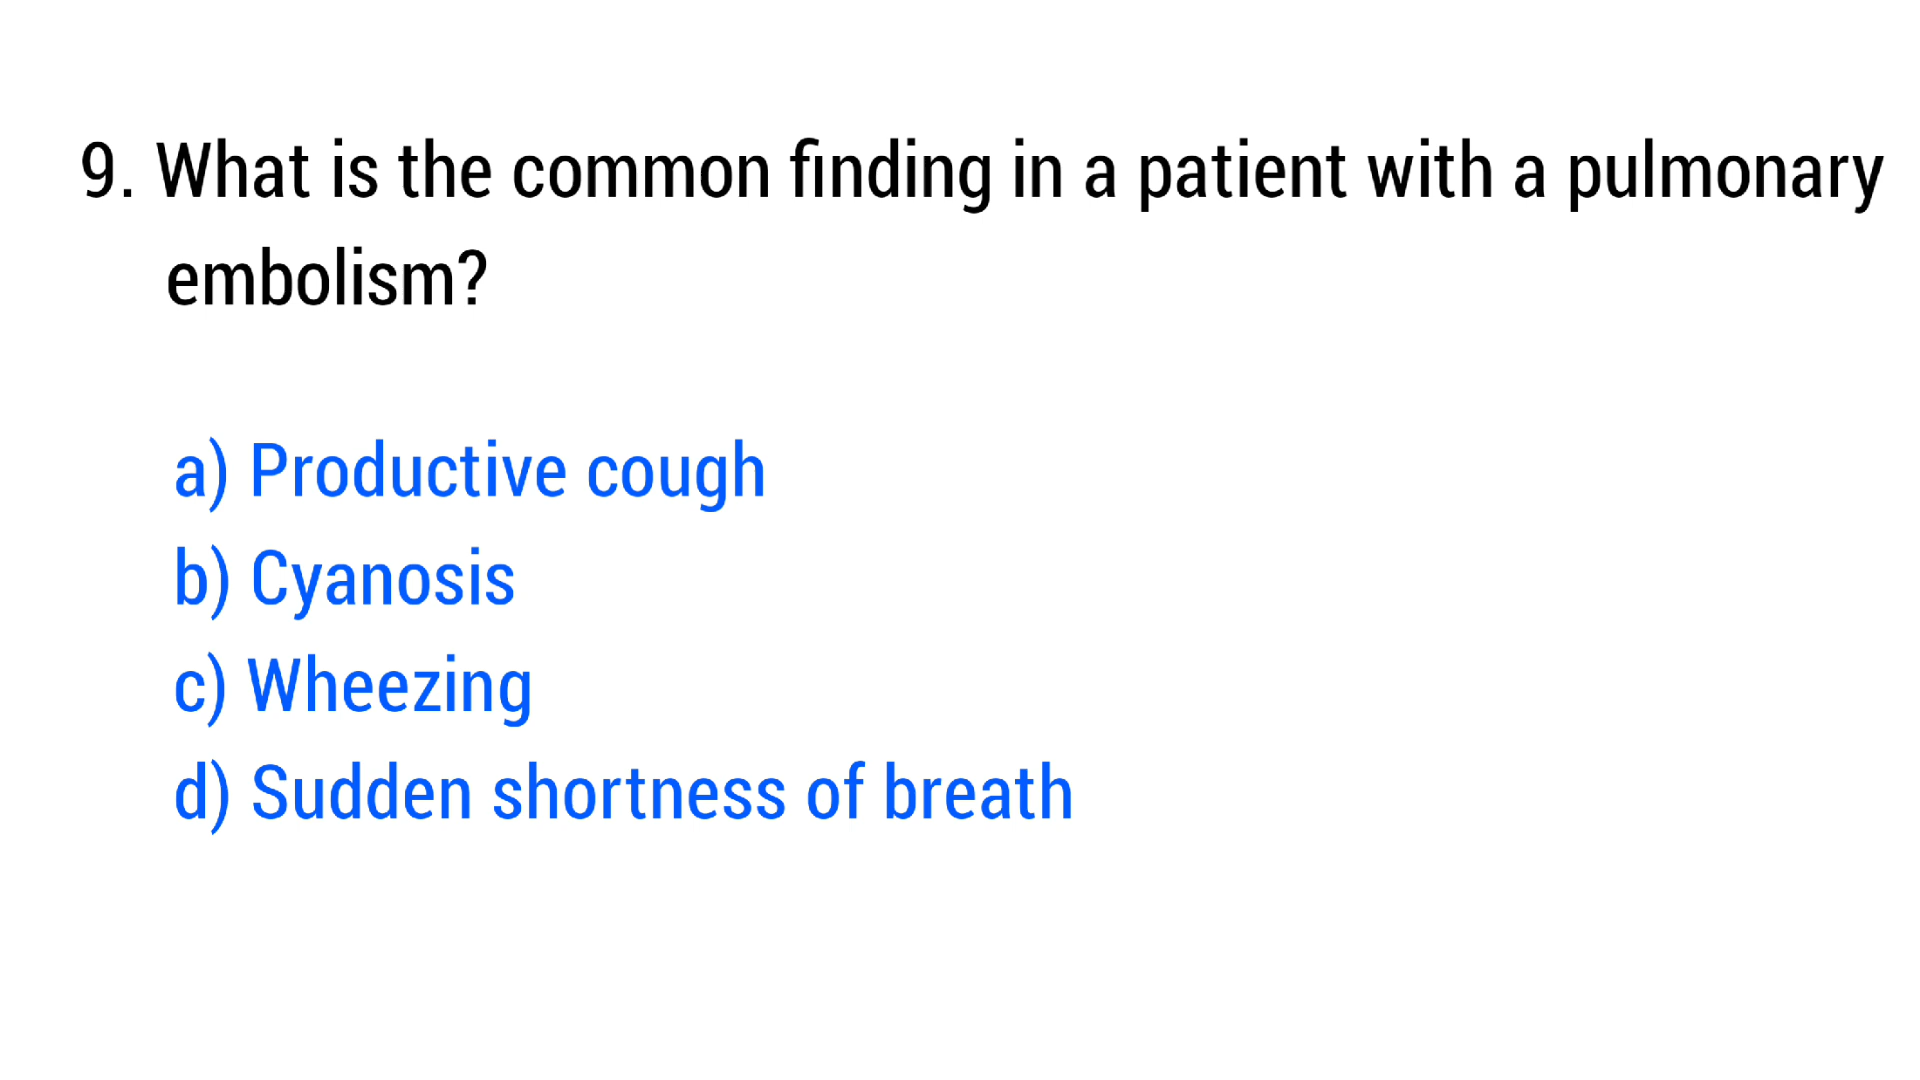 9. What is the common finding in a patient with a pulmonary
embolism?
a) Productive cough
b) Cyanosis
c) Wheezing
d) Sudden shortness of breath